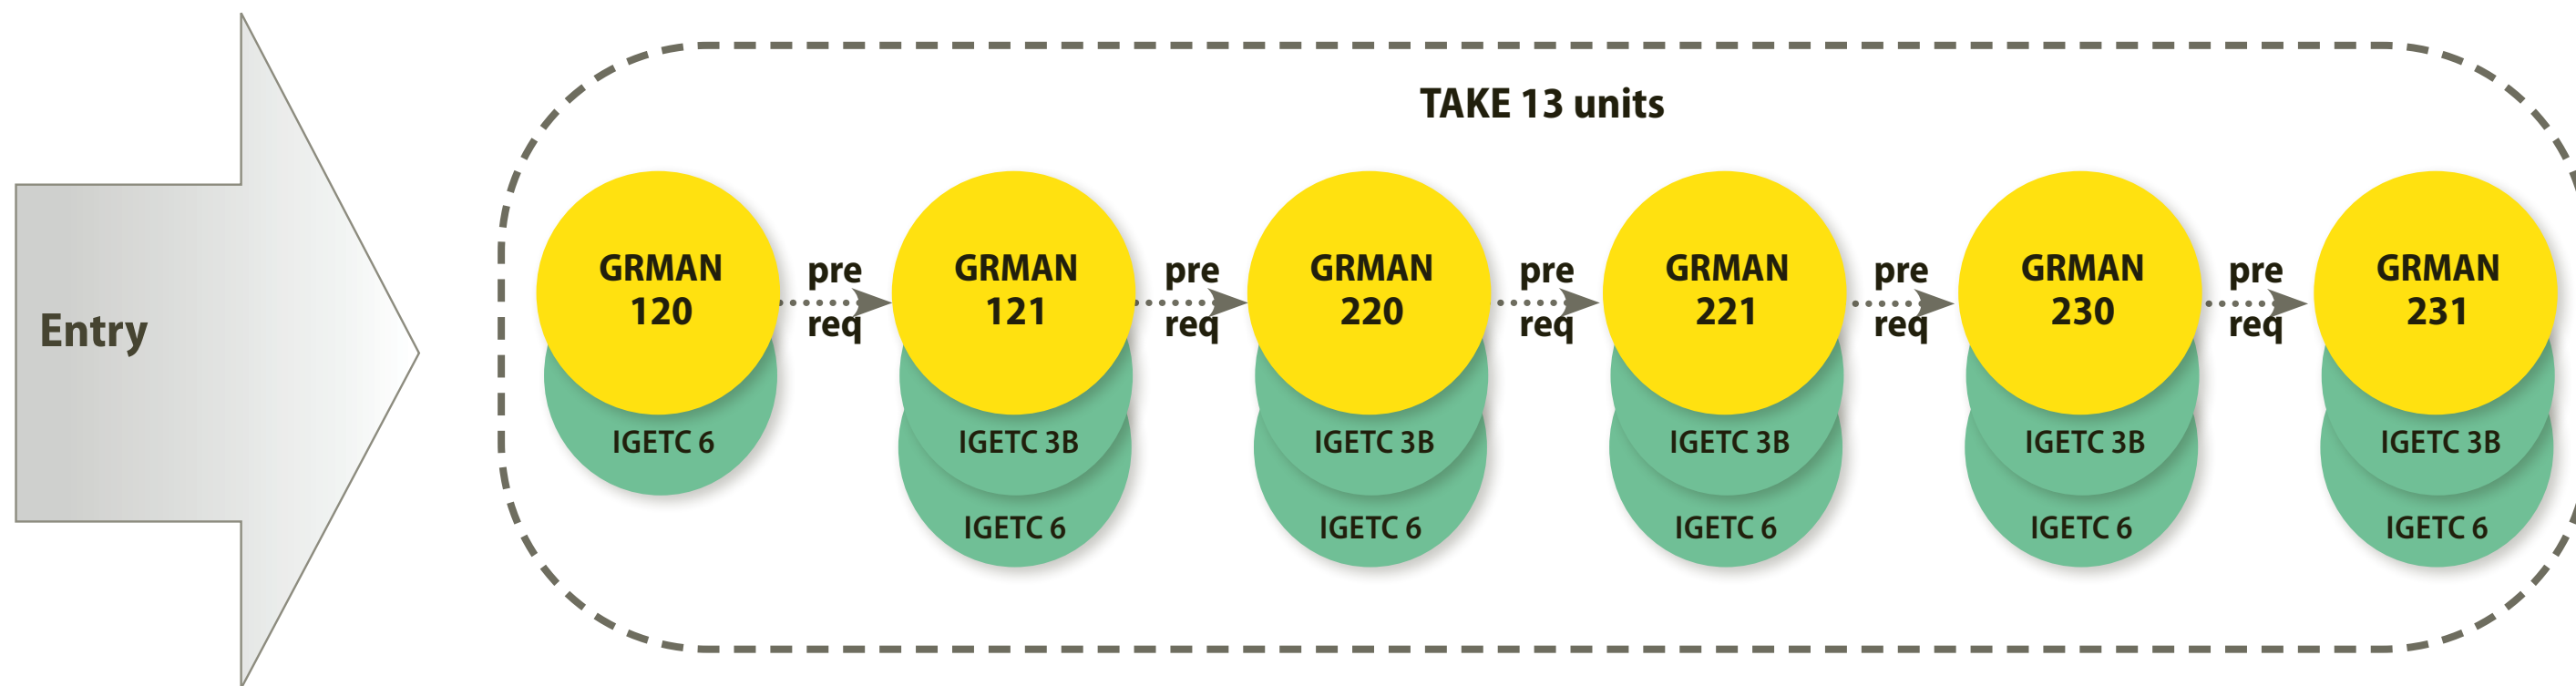 TAKE 13 units
Entry
GRMAN
120
pre
req
GRMAN
121
pre
req
GRMAN
220
pre
req
GRMAN
221
pre
req
GRMAN
230
pre
req
GRMAN
231
IGETC 6
IGETC 3B
IGETC 6
IGETC 3B
IGETC 6
IGETC 3B
IGETC 6
IGETC 3B
IGETC 6
IGETC 3B
IGETC 6